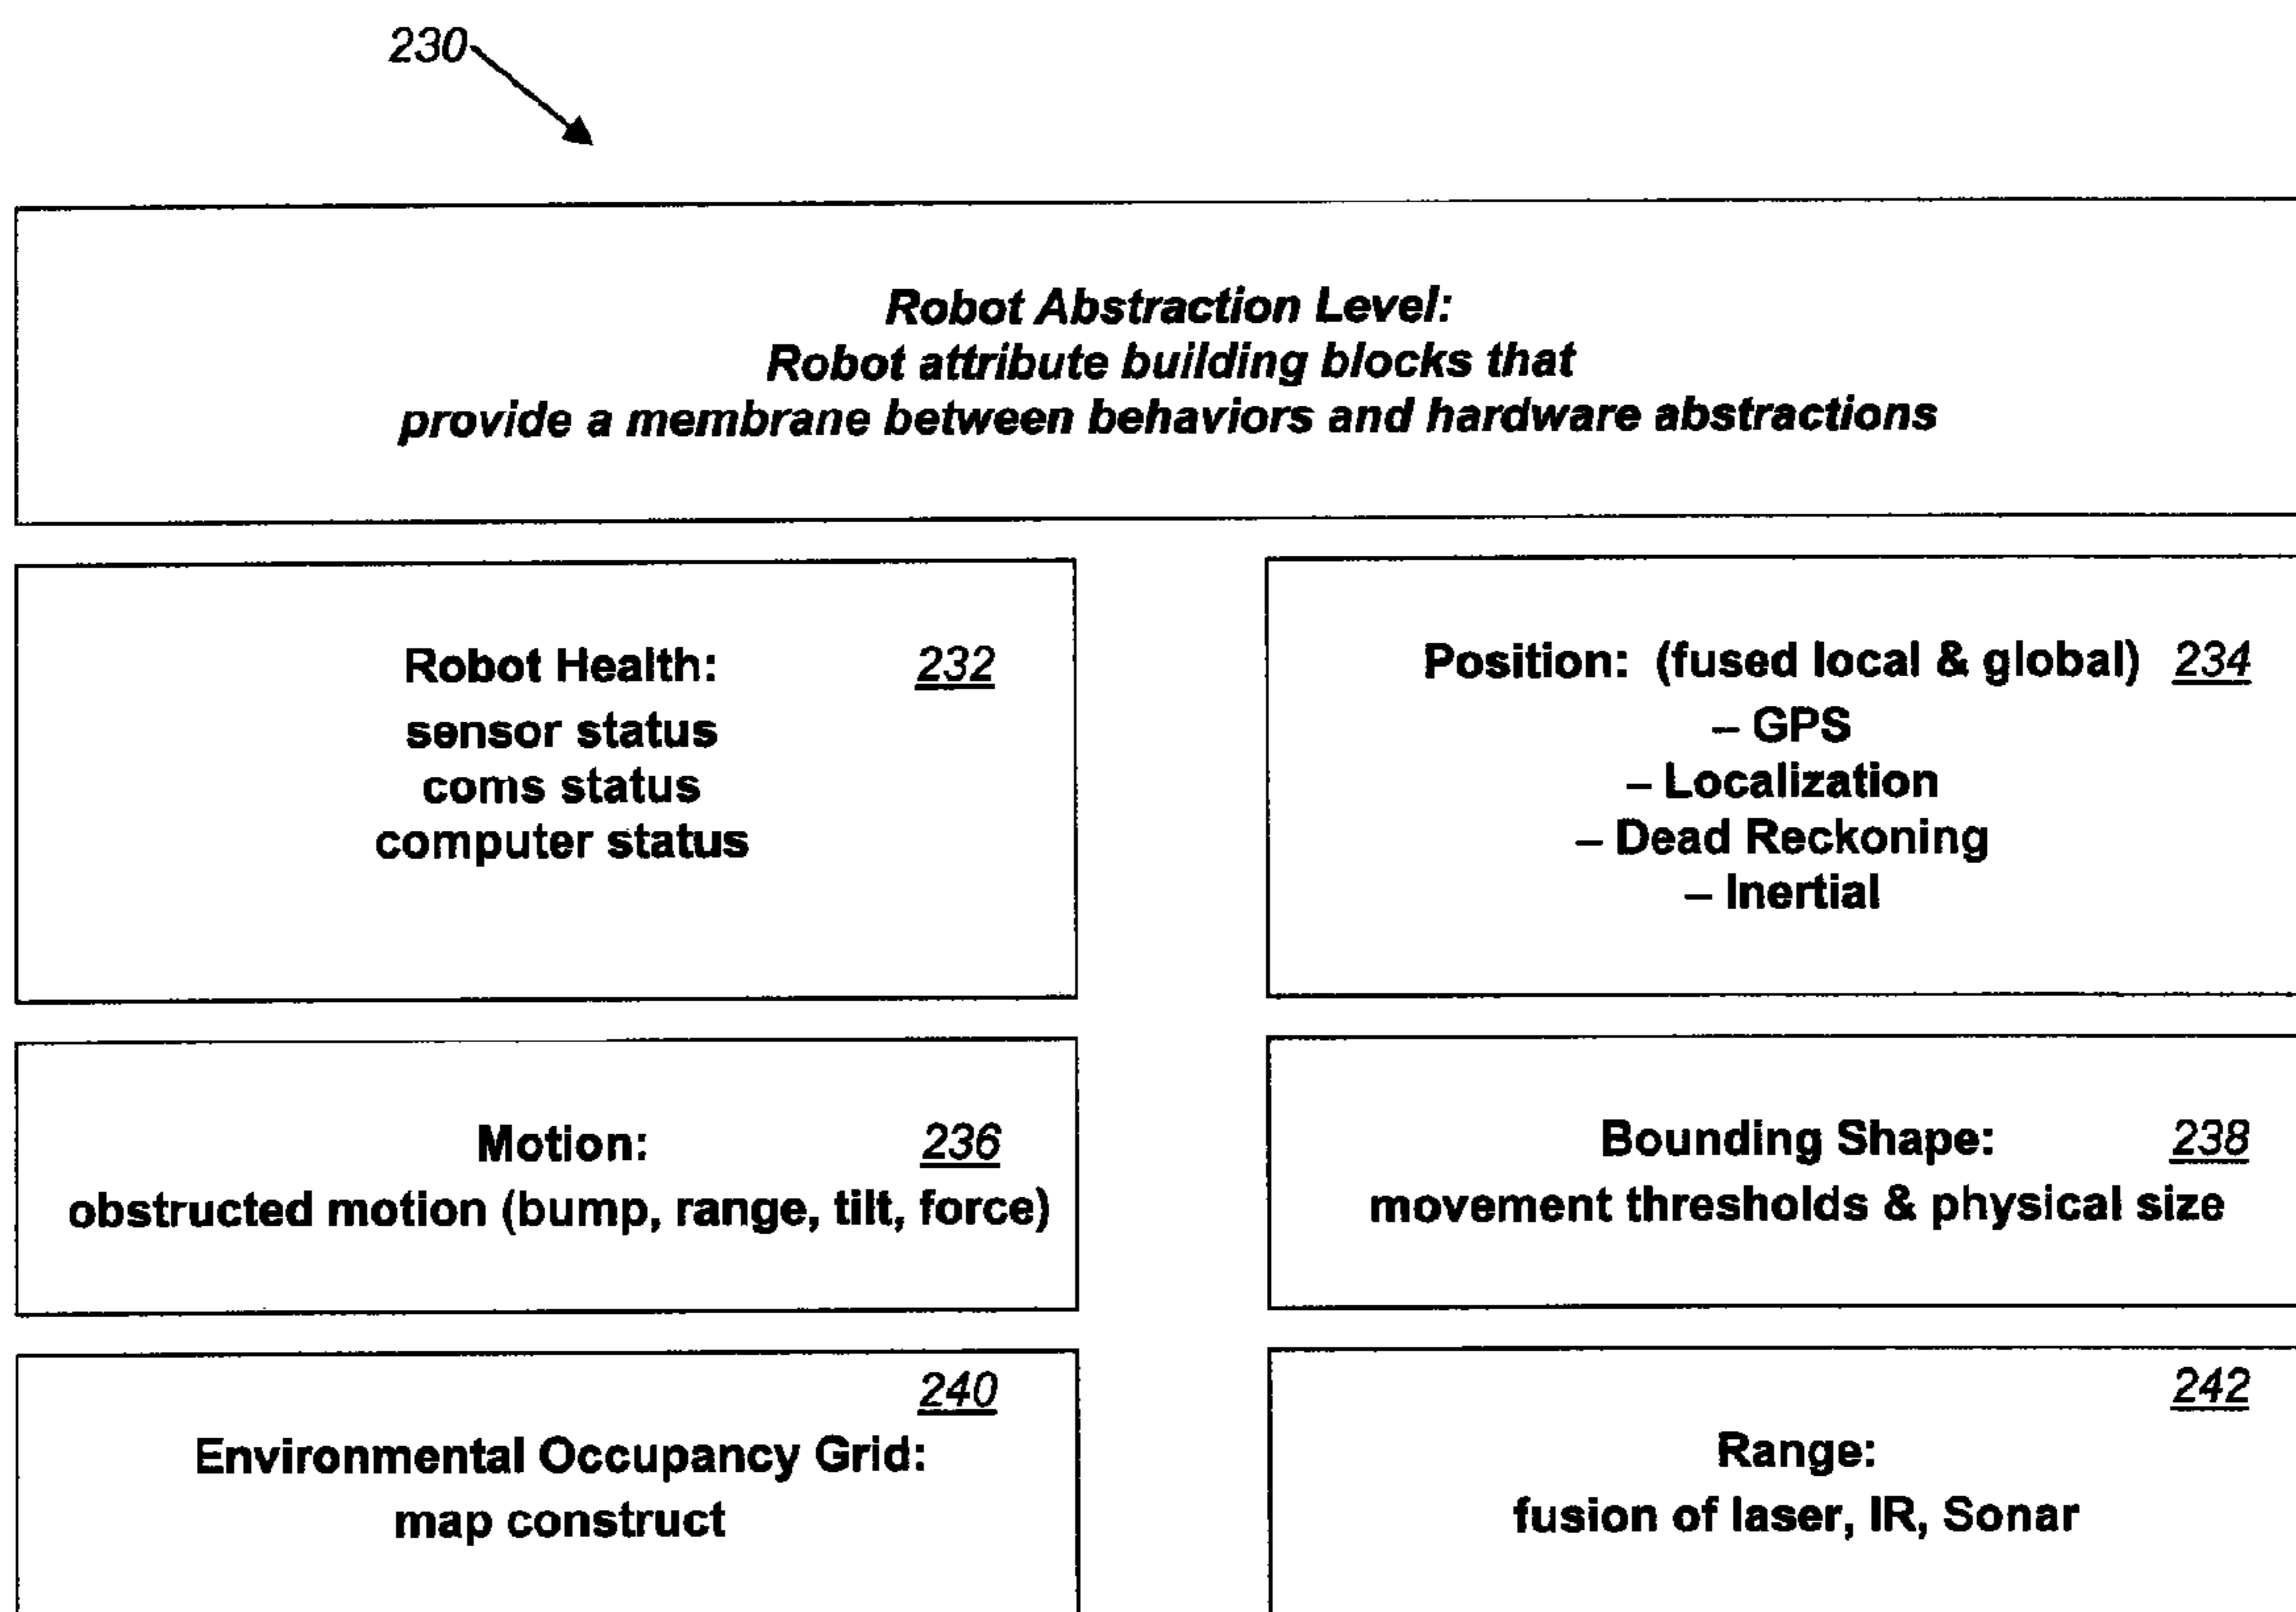 230
Robot Abstraction Level:
Robot attribute building blocks that
provide a membrane between behaviors and hardware abstractions
Robot Health: 232
sensor status
coms status
computer status
Position: (fused local & global) 234
– GPS
– Localization
– Dead Reckoning
– Inertial
Motion: 236
obstructed motion (bump, range, tilt, force)
Bounding Shape: 238
movement thresholds & physical size
240
Environmental Occupancy Grid:
map construct
242
Range:
fusion of laser, IR, Sonar